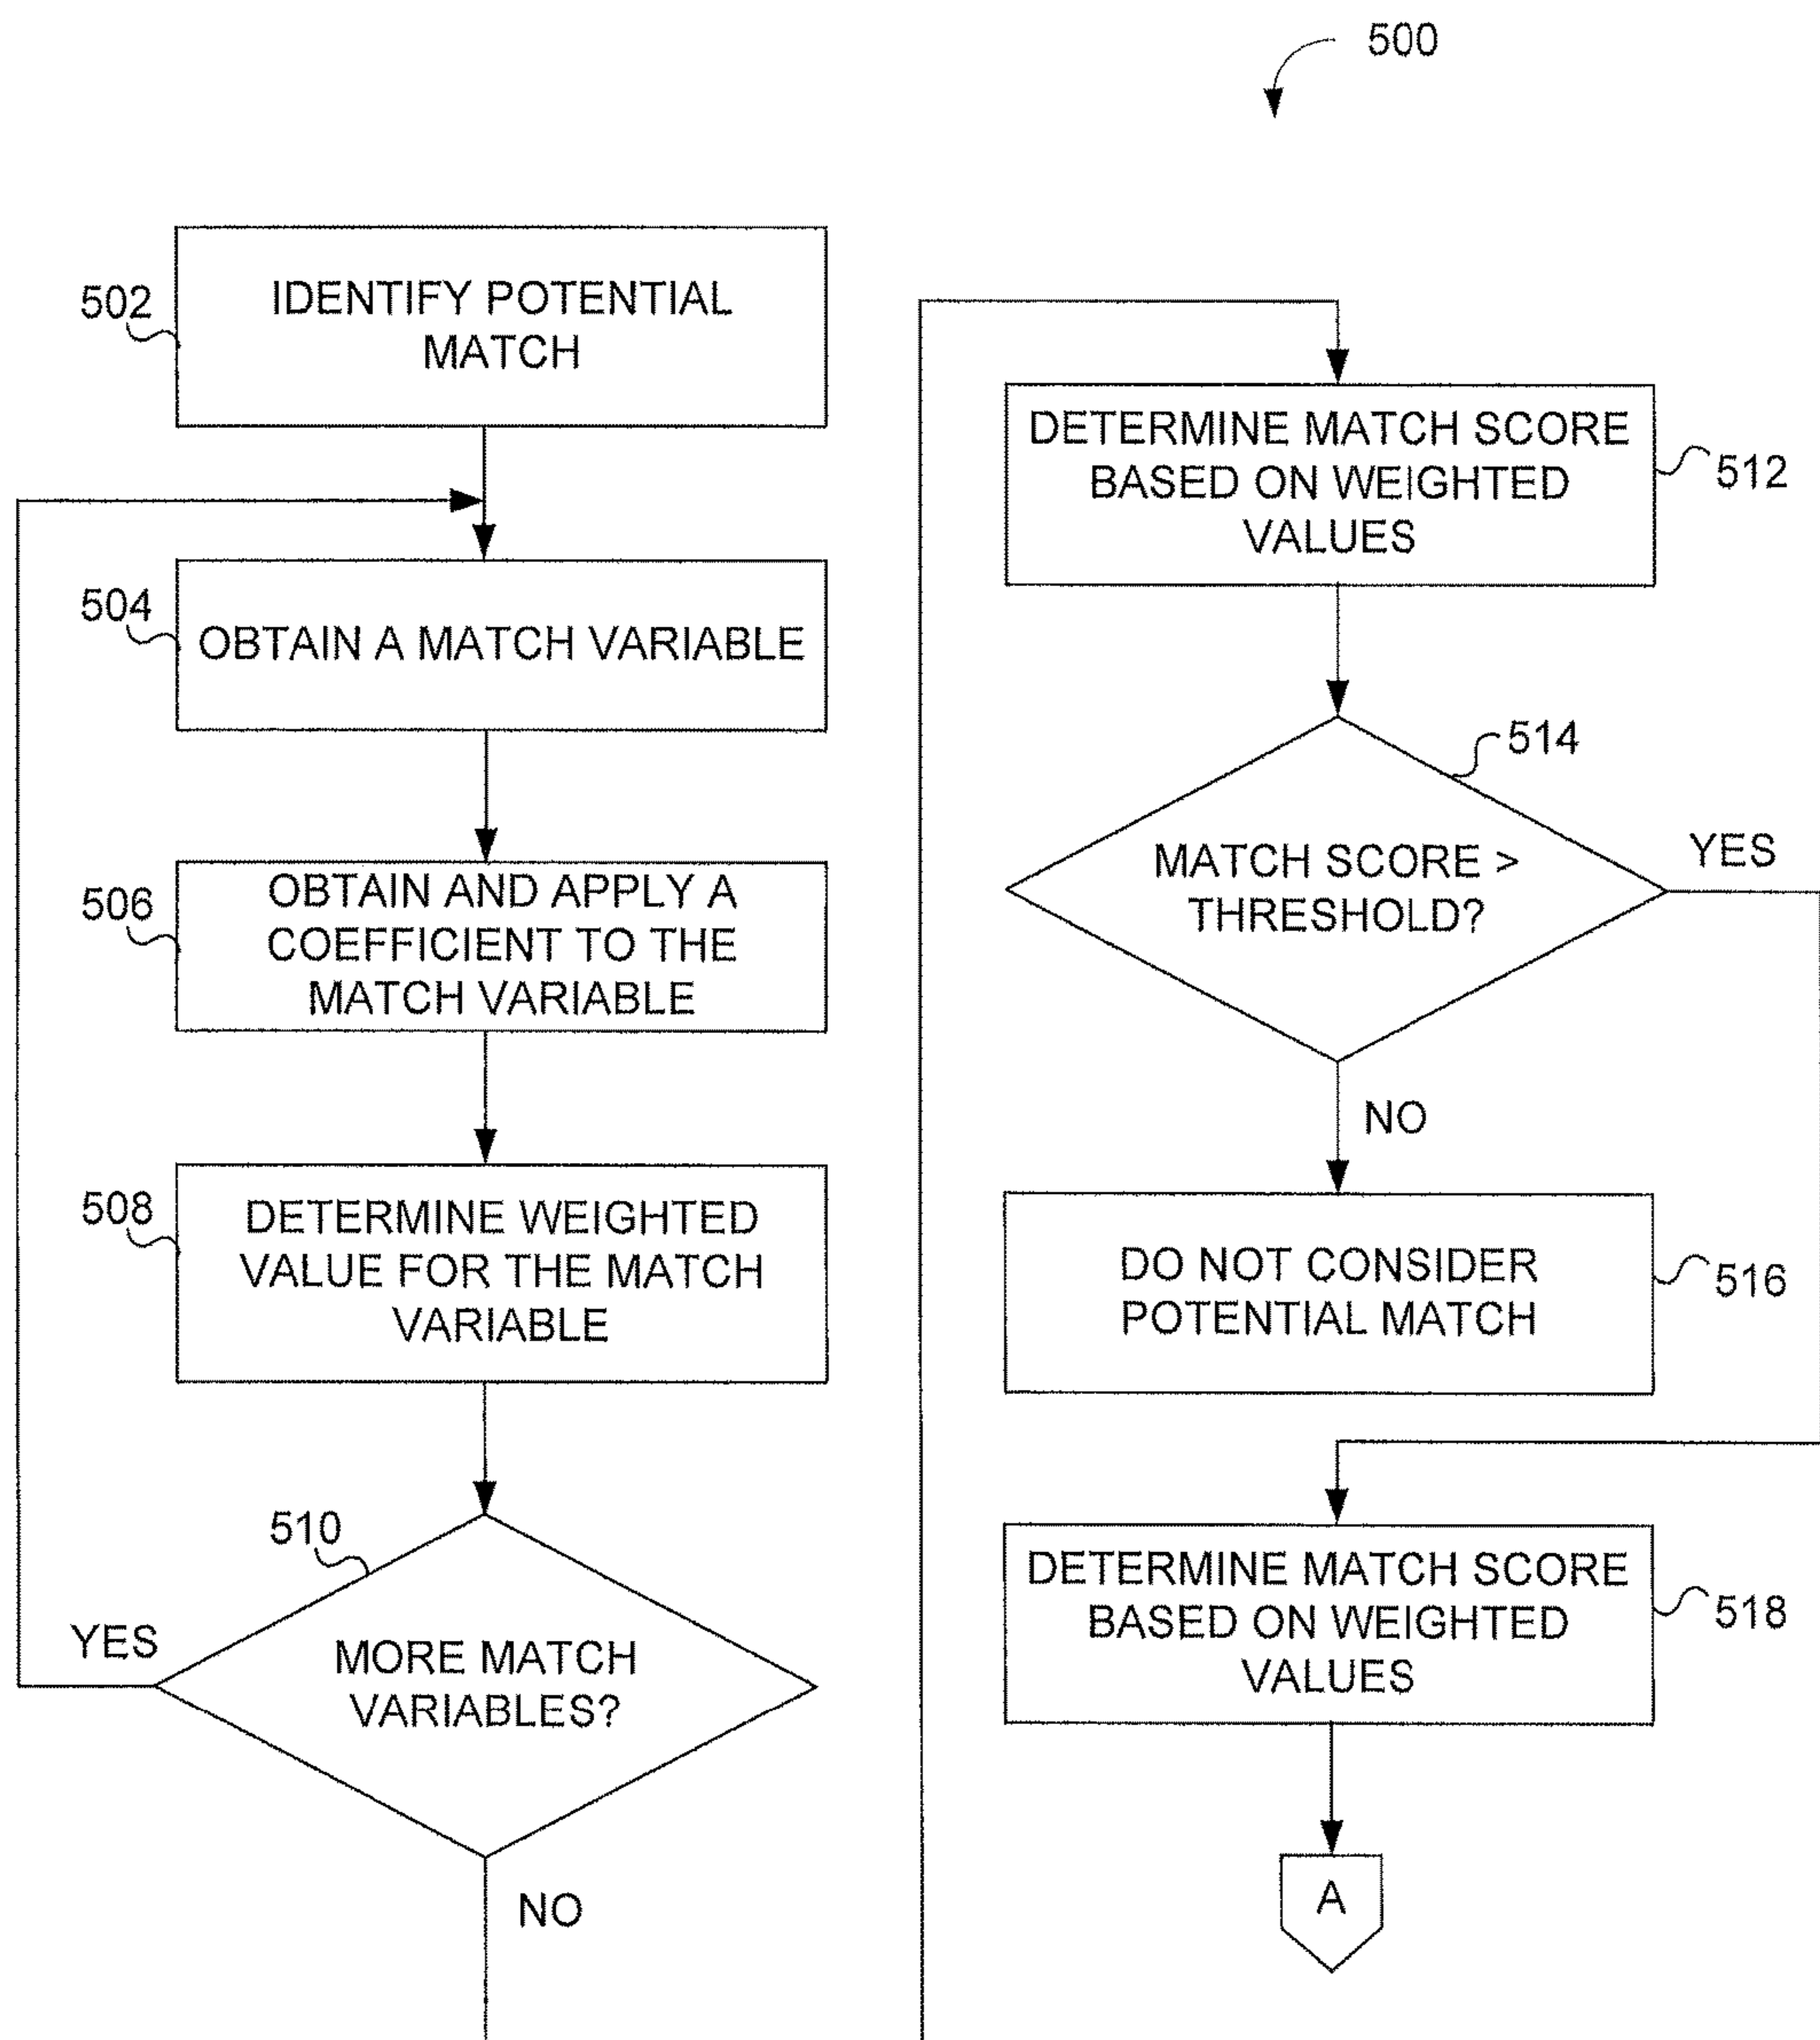 500
502
IDENTIFY POTENTIAL
MATCH
504
OBTAIN A MATCH VARIABLE
506
OBTAIN AND APPLY A
COEFFICIENT TO THE
MATCH VARIABLE
508
DETERMINE WEIGHTED
VALUE FOR THE MATCH
VARIABLE
510
YES
MORE MATCH
VARIABLES?
NO
DETERMINE MATCH SCORE
BASED ON WEIGHTED
VALUES
512
514
MATCH SCORE >
THRESHOLD?
YES
NO
DO NOT CONSIDER
POTENTIAL MATCH
516
DETERMINE MATCH SCORE
BASED ON WEIGHTED
VALUES
518
A